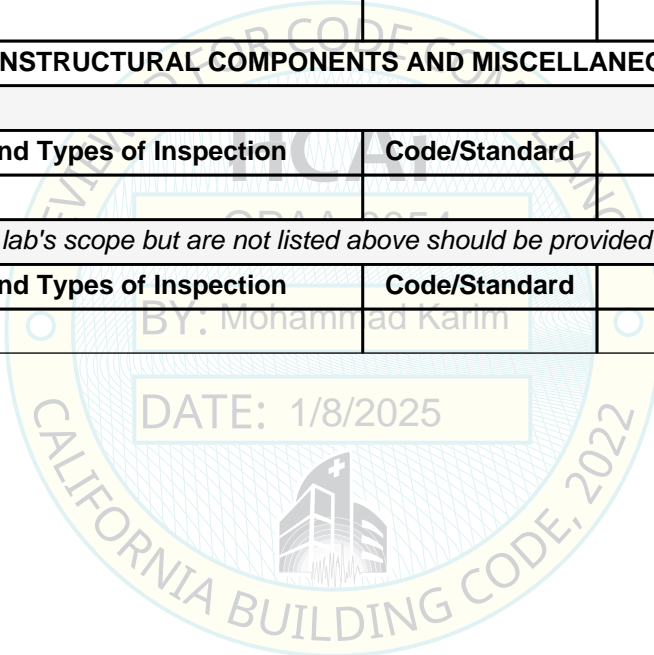 NSTRUCTURAL COMPONENTS AND MISCELLANEO
nd Types of Inspection Code/Standard
lab's scope but are not listed above should be provided
nd Types of Inspection Code/Standard
HCAi
BY: Mohammad Karim
DATE: 1/8/2025
CALIFORNIA BUILDING CODE, 2022